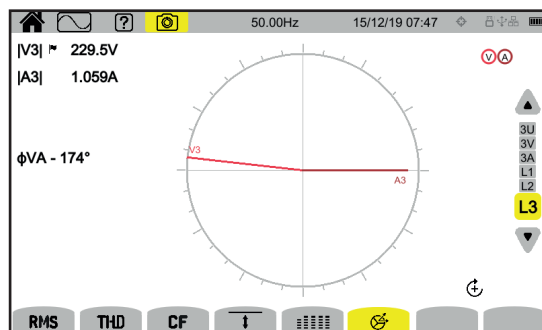 ? 50.00Hz 15/12/19 07:47
|V3| 229.5V
|A3| 1.059A
V A
V3
A3
φVA - 174°
3U
3V
3A
L1
L2
L3
+
RMS THD CF